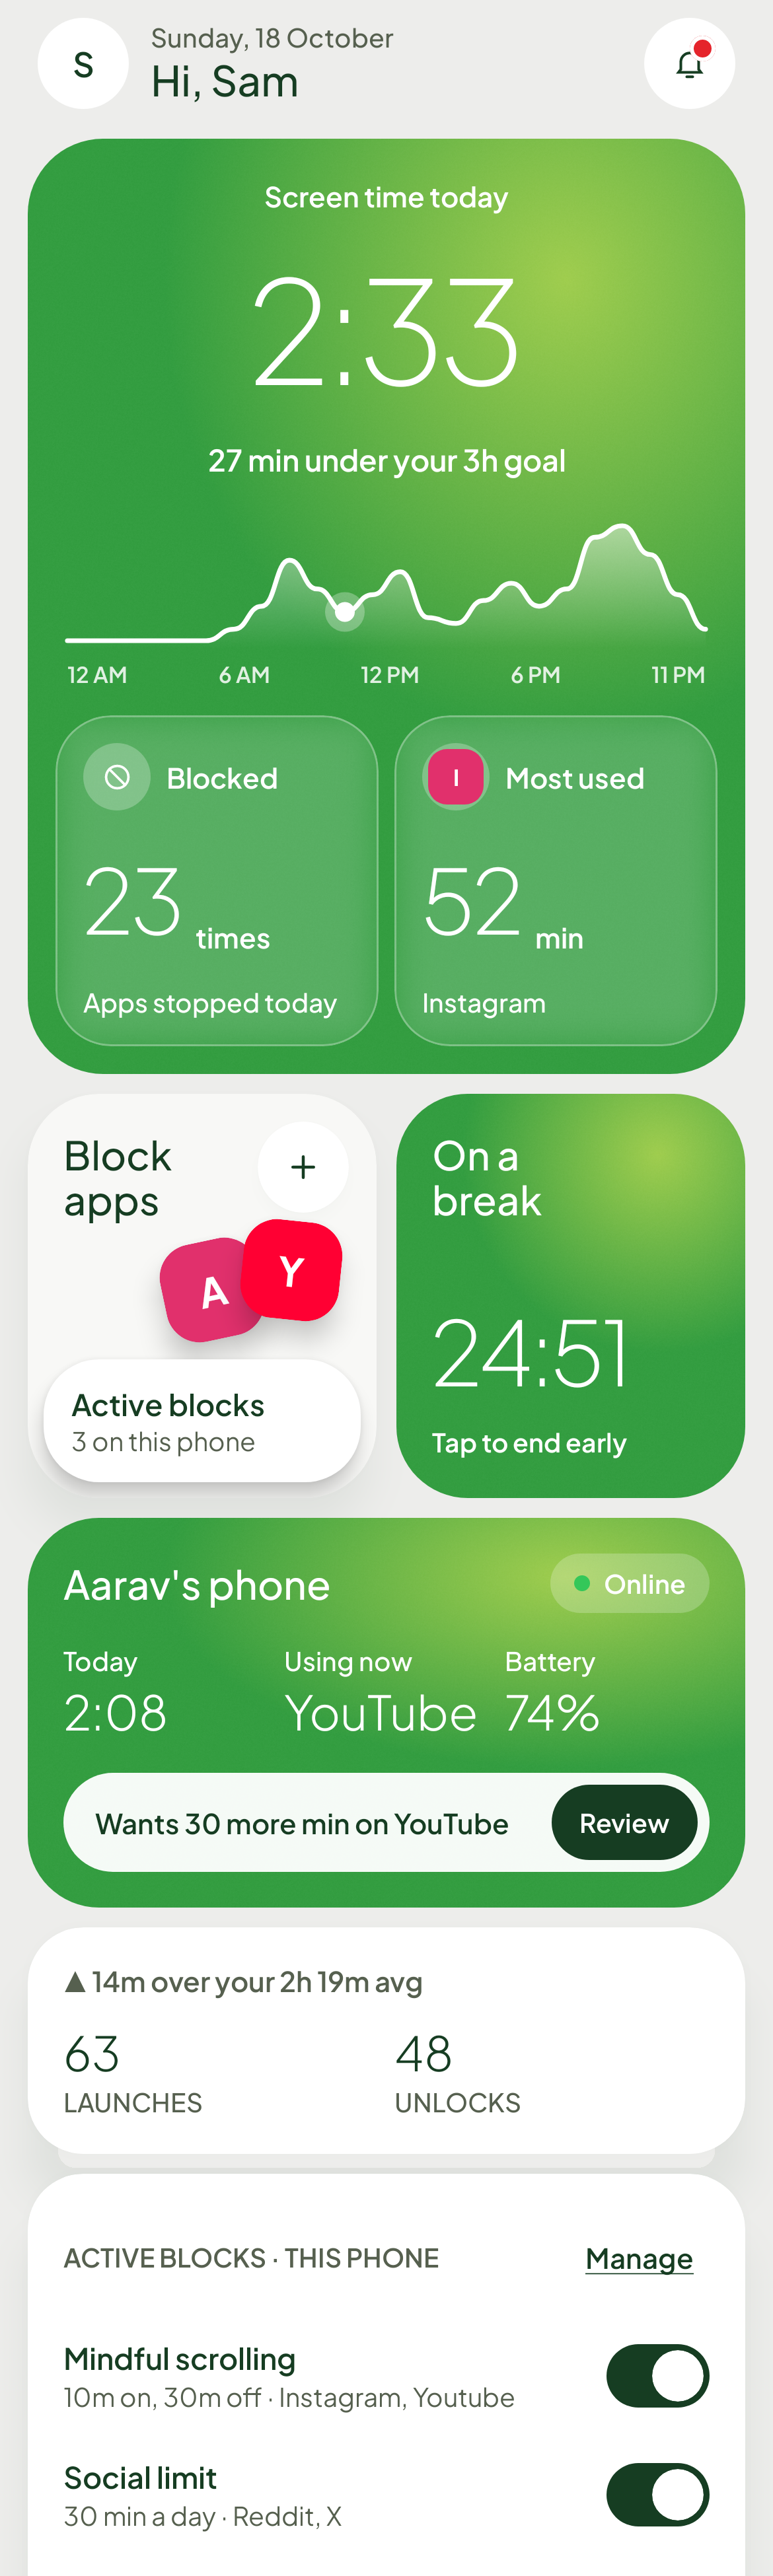 S
Sunday, 18 October
Hi, Sam
Screen time today
2:33
27 min under your 3h goal
12 AM 6 AM 12 PM 6 PM 11 PM
Blocked
23 times
Apps stopped today
I
Most used
52 min
Instagram
Block
apps
+
A
Y
Active blocks
3 on this phone
On a
break
24:51
Tap to end early
Aarav's phone
Online
Today Using now Battery
2:08 YouTube 74%
Wants 30 more min on YouTube
Review
▲ 14m over your 2h 19m avg
63 48
LAUNCHES UNLOCKS
ACTIVE BLOCKS · THIS PHONE
Manage
Mindful scrolling
10m on, 30m off · Instagram, Youtube
Social limit
30 min a day · Reddit, X